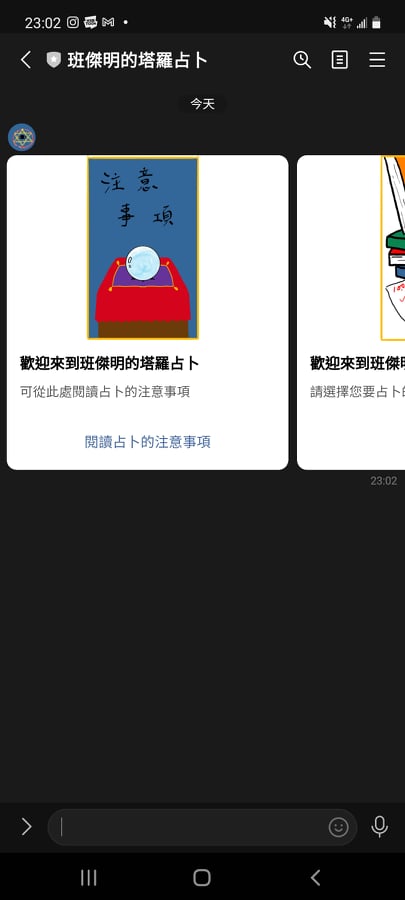 23:02
4G+
班傑明的塔羅占卜
今天
注意
事項
歡迎來到班傑明的塔羅占卜
可從此處閱讀占卜的注意事項
閱讀占卜的注意事項
歡迎來到班傑明
請選擇您要占卜的
23:02